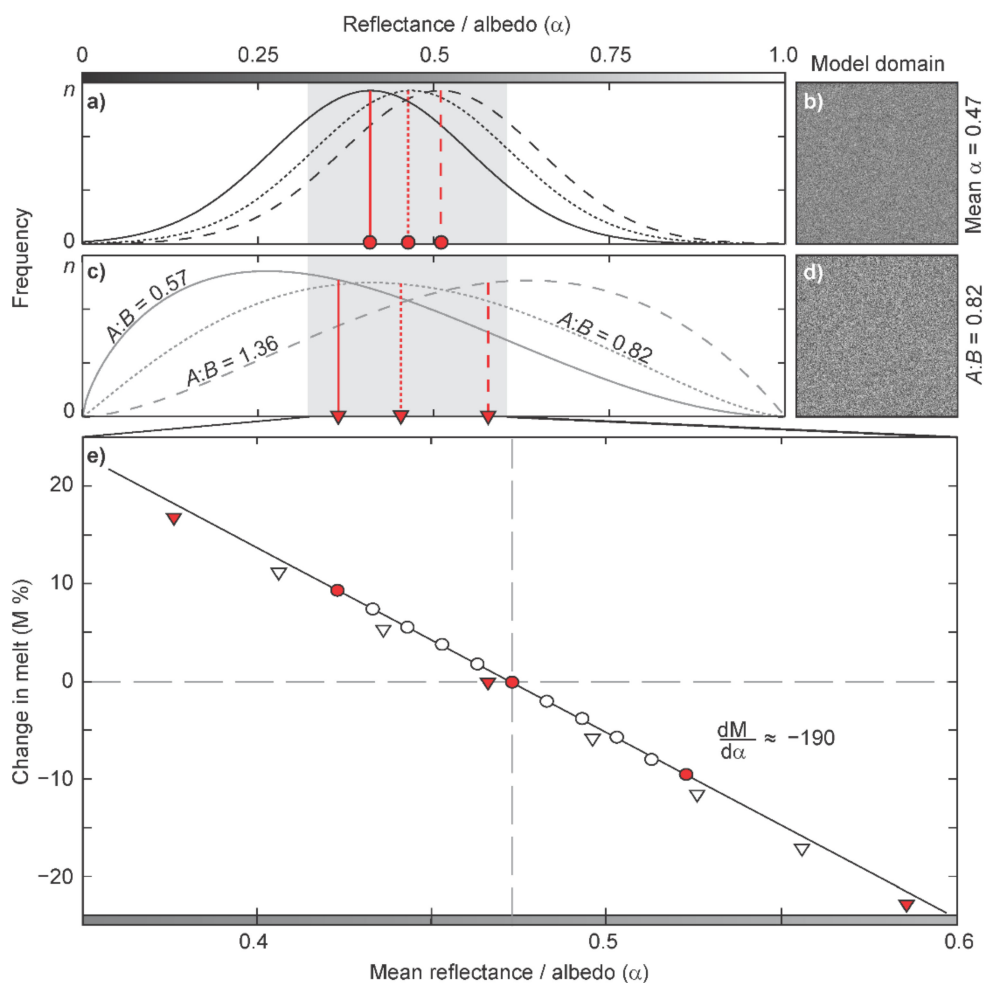 Reflectance / albedo (α)
0 0.25 0.5 0.75 1.0
Model domain
n
a)
b)
Mean α = 0.47
0
Frequency
n
c)
d)
A:B = 0.57
A:B = 1.36
A:B = 0.82
A:B = 0.82
0
e)
20
10
0
−10
−20
Change in melt (M %)
dM
dα
≈ −190
0.4 0.5 0.6
Mean reflectance / albedo (α)